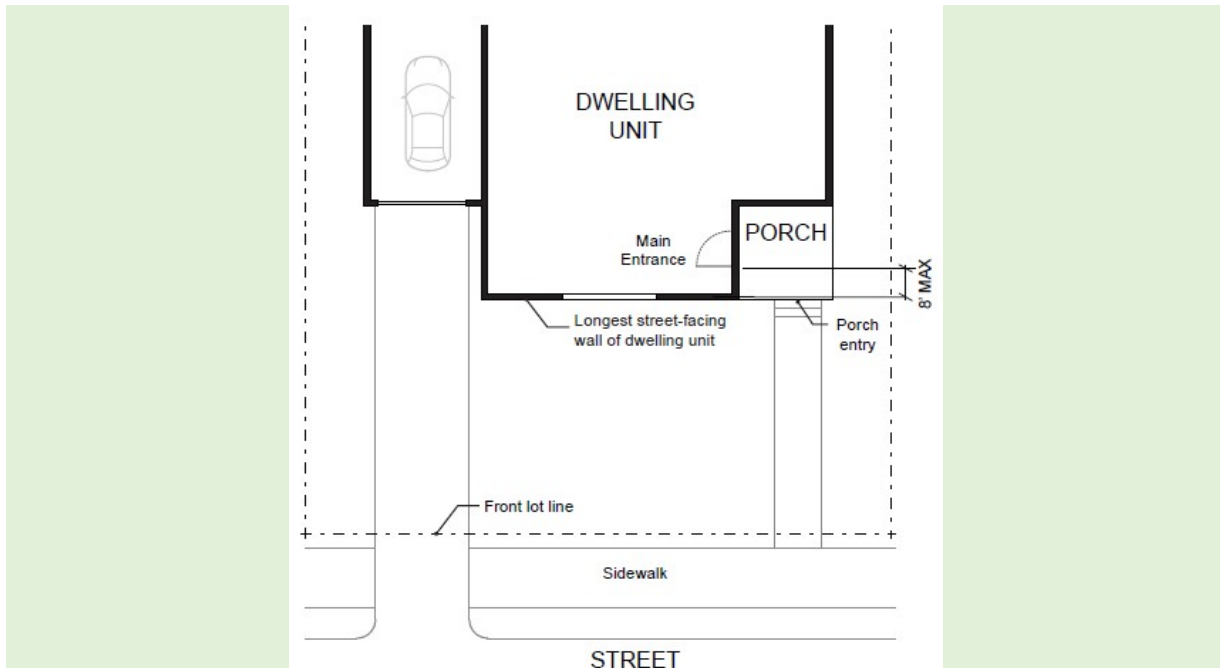 DWELLING
UNIT
Main
Entrance
PORCH
8' MAX
Longest street-facing
wall of dwelling unit
Porch
entry
Front lot line
Sidewalk
STREET